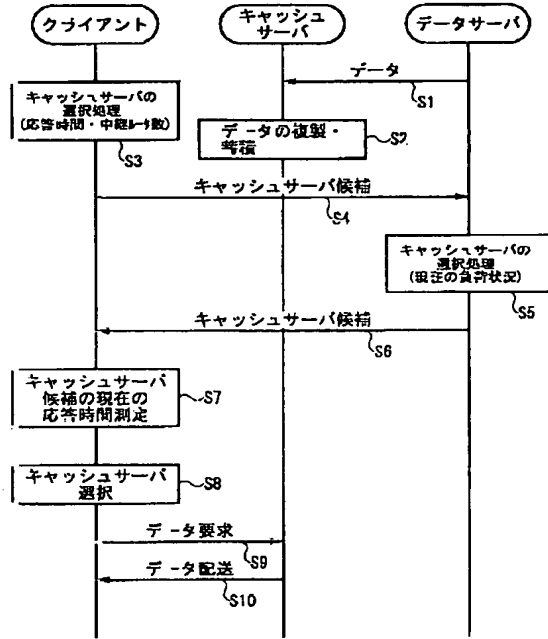 クライアント
キャッシュ
サーバ
データサーバ
データ
S1
キャッシュサーバの
選択処理
(応答時間・中継ルータ数)
S3
データの複製・
蓄積
S2
キャッシュサーバ候補
S4
キャッシュサーバの
選択処理
(現在の負荷状況)
S5
キャッシュサーバ候補
S6
キャッシュサーバ
候補の現在の
応答時間測定
S7
キャッシュサーバ
選択
S8
データ要求
S9
データ配送
S10